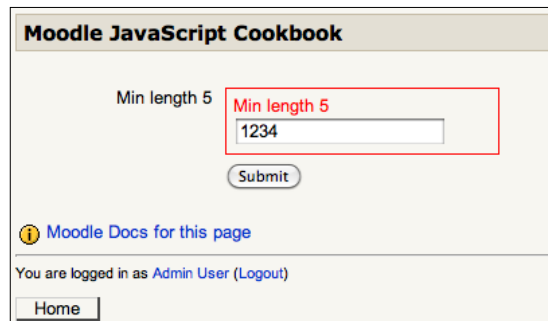 Moodle JavaScript Cookbook
Min length 5 Min length 5
1234
Submit
i Moodle Docs for this page
You are logged in as Admin User (Logout)
Home